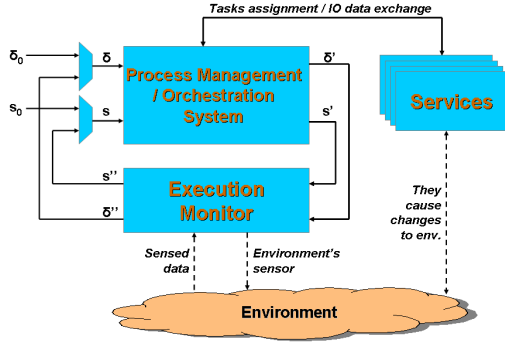 Tasks assignment / IO data exchange
δ0
δ
δ’
Process Management
/ Orchestration
System
Services
s0
s
s’
s’’
δ’’
Execution
Monitor
They
cause
changes
to env.
Sensed
data
Environment’s
sensor
Environment